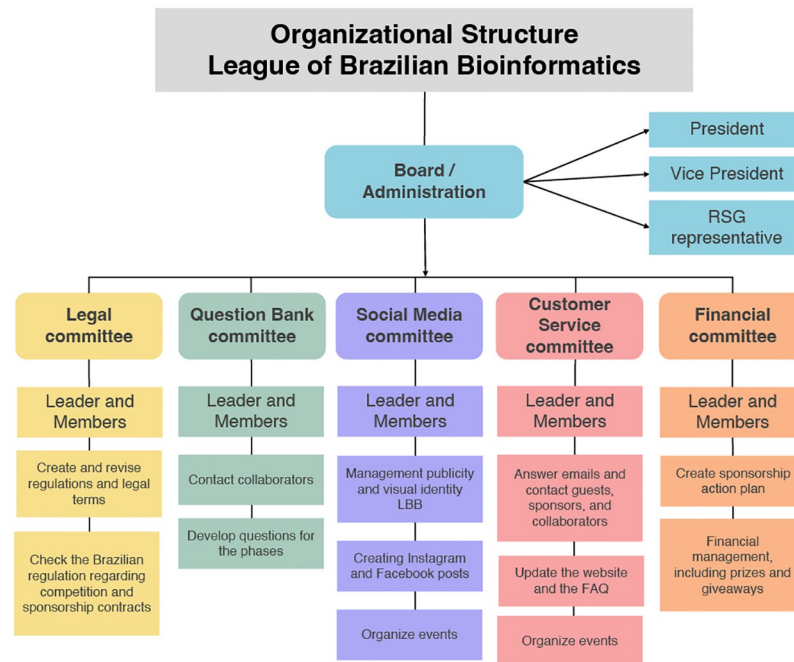 Organizational Structure
League of Brazilian Bioinformatics
Board /
Administration
President
Vice President
RSG
representative
Legal
committee
Leader and
Members
Create and revise
regulations and legal
terms
Check the Brazilian
regulation regarding
competition and
sponsorship contracts
Question Bank
committee
Leader and
Members
Contact collaborators
Develop questions for
the phases
Social Media
committee
Leader and
Members
Management publicity
and visual identity
LBB
Creating Instagram
and Facebook posts
Organize events
Customer
Service
committee
Leader and
Members
Answer emails and
contact guests,
sponsors, and
collaborators
Update the website
and the FAQ
Organize events
Financial
committee
Leader and
Members
Create sponsorship
action plan
Financial
management,
including prizes and
giveaways